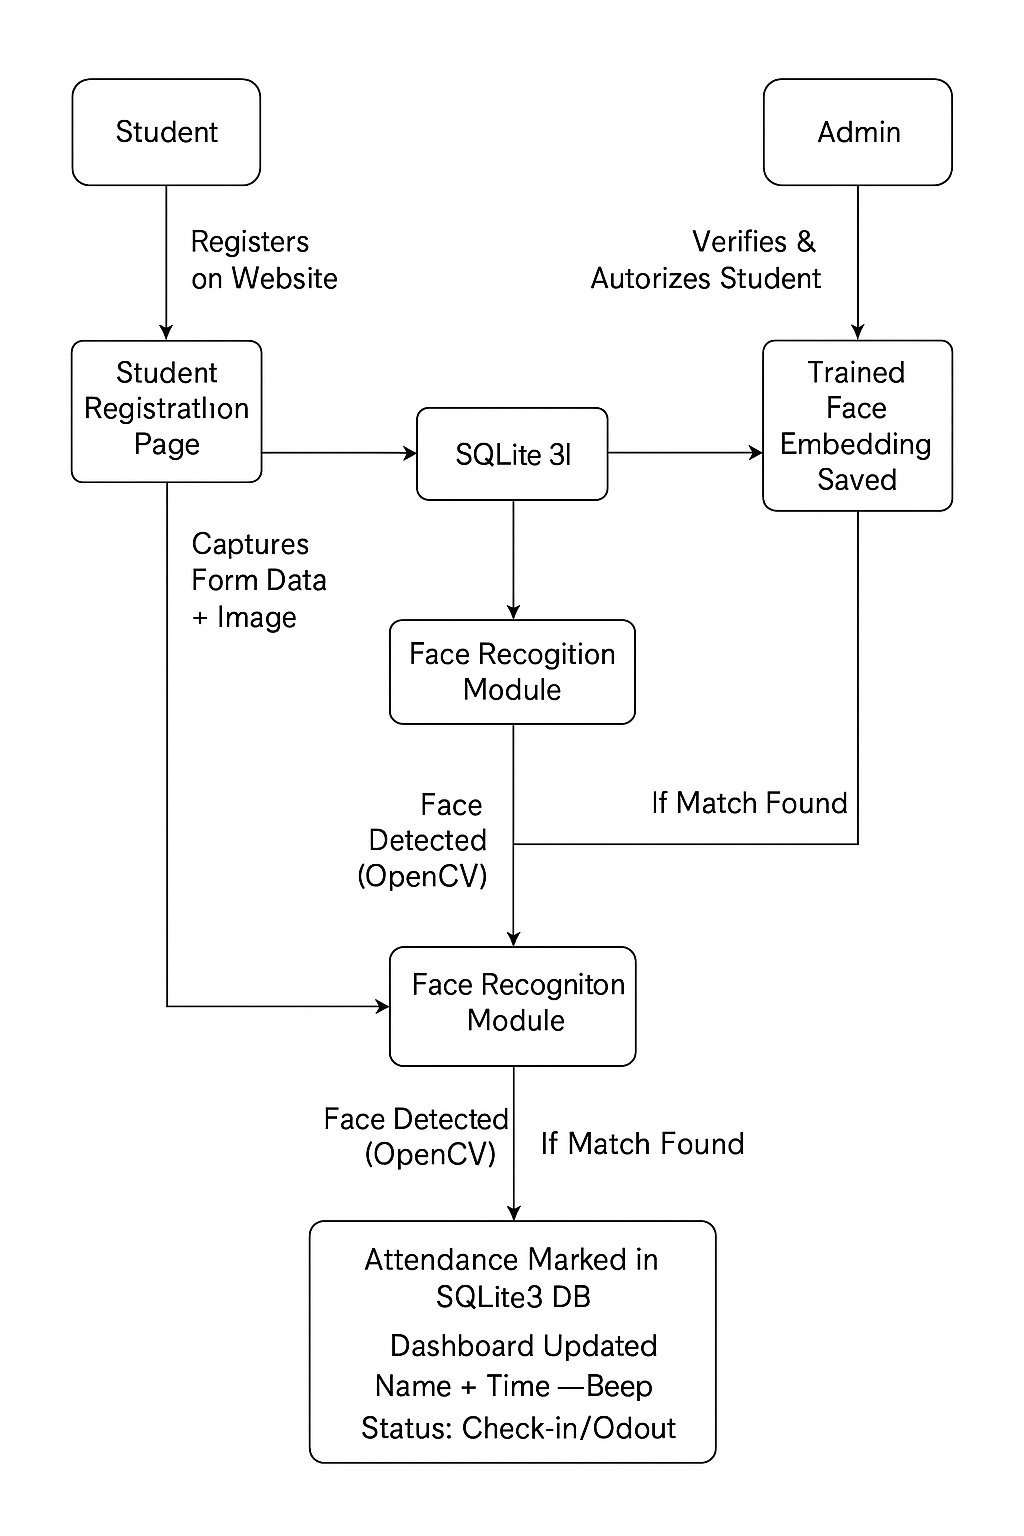 Student
Admin
Registers
on Website
Verifies &
Autorizes Student
Student
Registratlıon
Page
SQLite 3l
Trained
Face
Embedding
Saved
Captures
Form Data
+ Image
Face Recogition
Module
Face
Detected
(OpenCV)
If Match Found
Face Recogniton
Module
Face Detected
(OpenCV)
If Match Found
Attendance Marked in
SQLite3 DB
Dashboard Updated
Name + Time —Beep
Status: Check-in/Odout